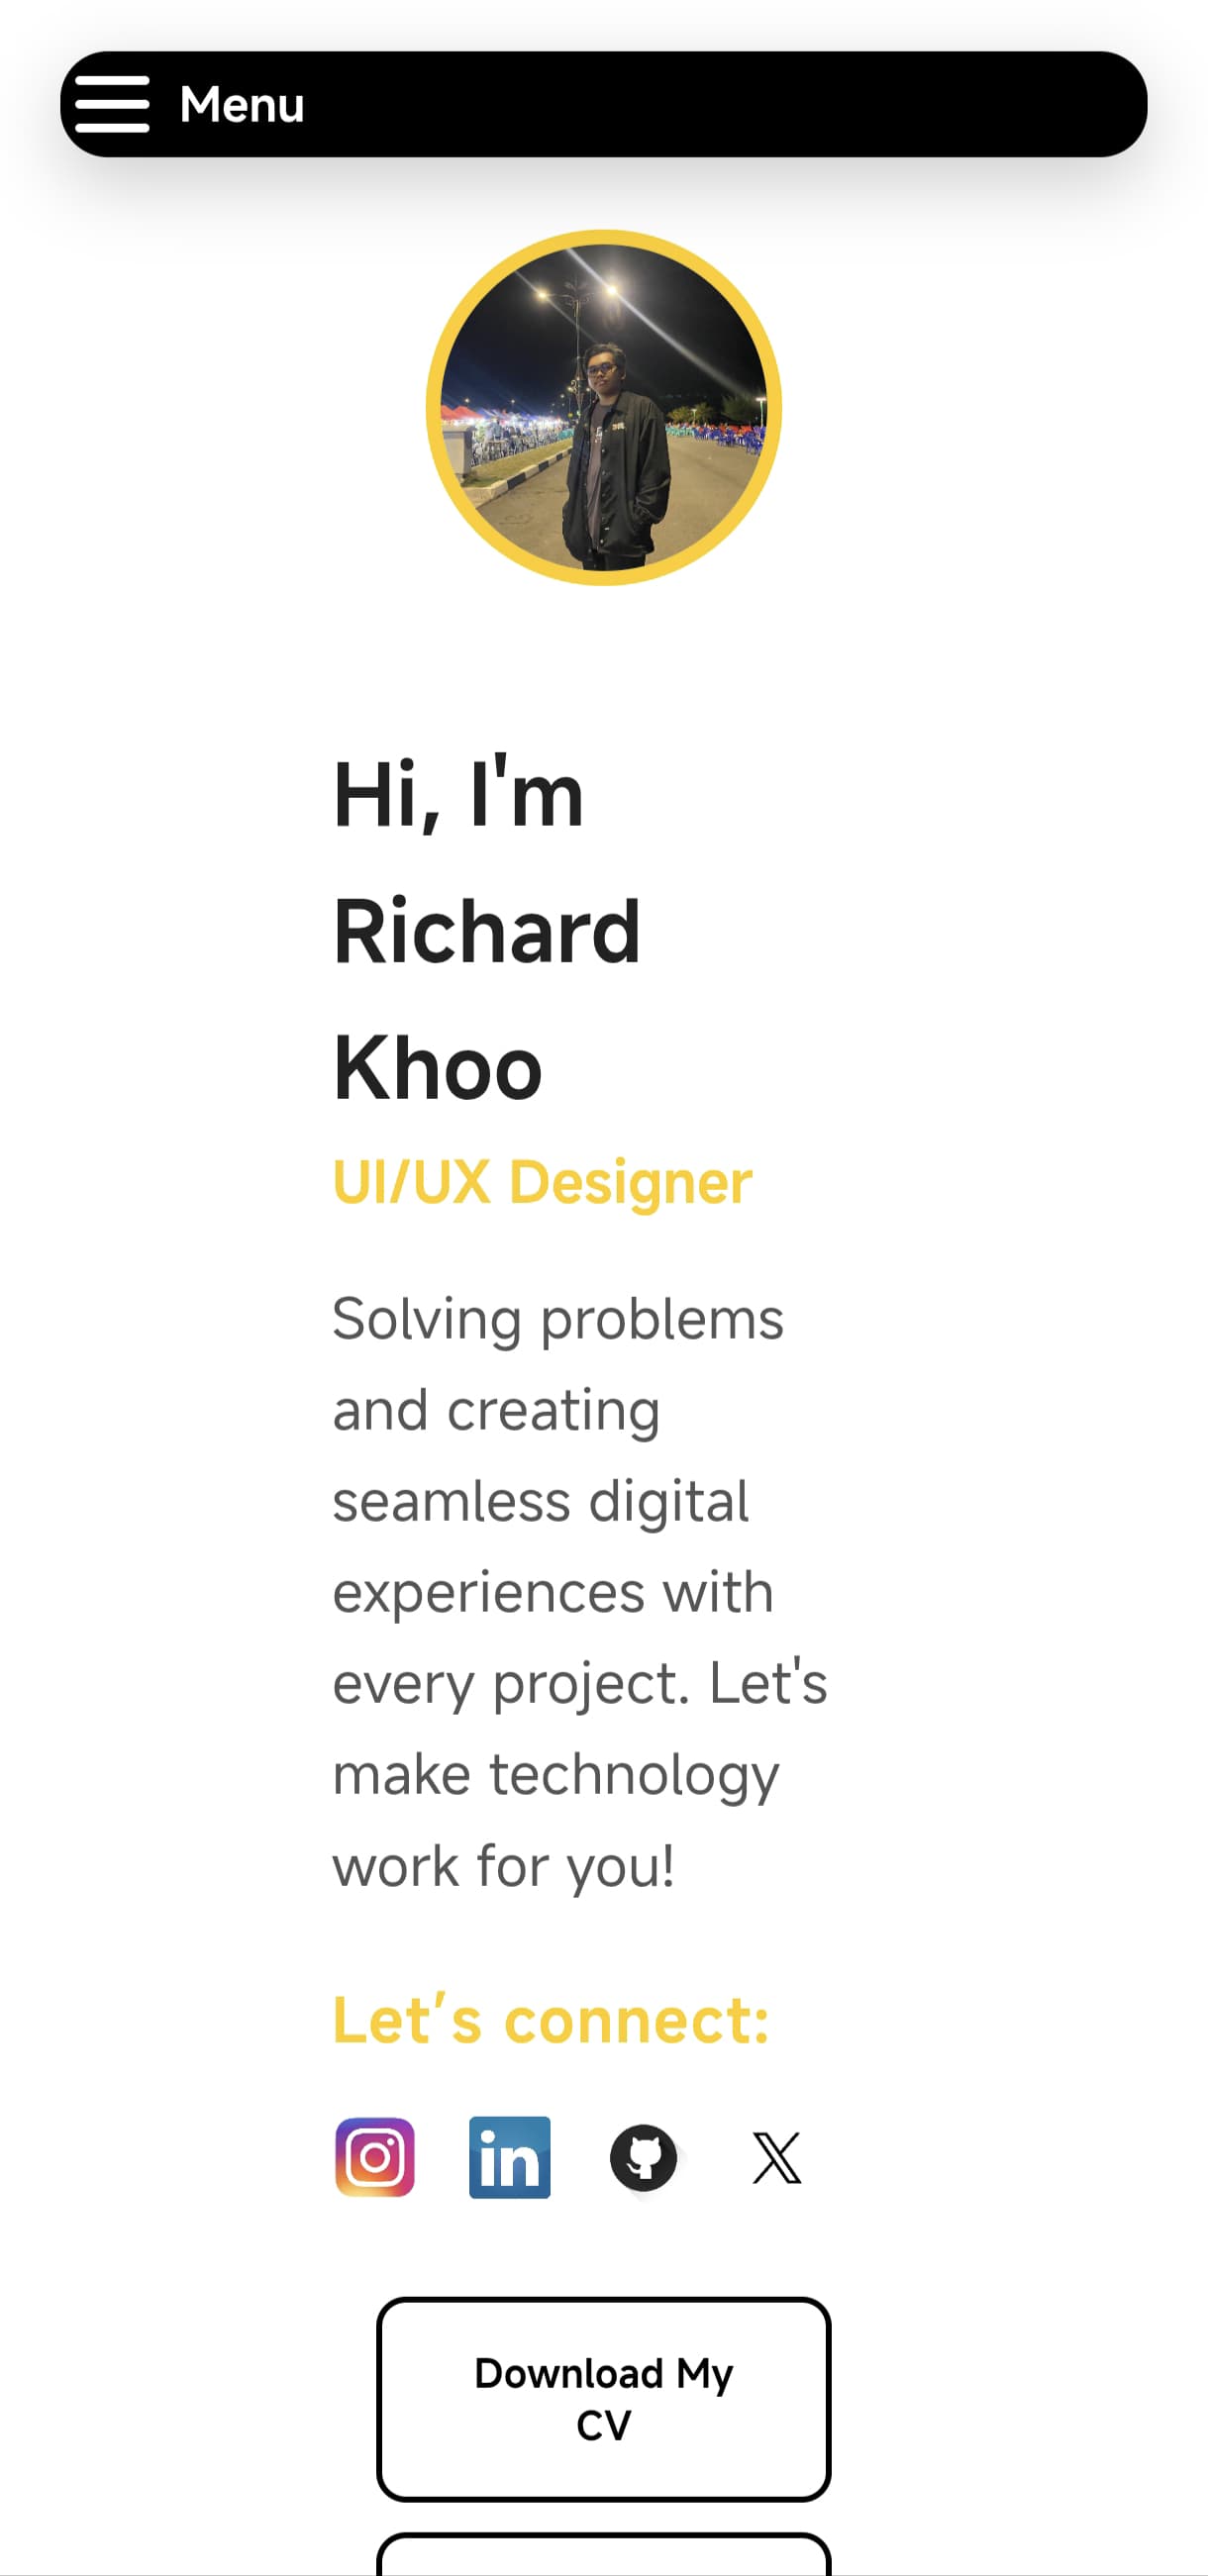 Menu
Hi, I'm
Richard
Khoo
UI/UX Designer
Solving problems
and creating
seamless digital
experiences with
every project. Let's
make technology
work for you!
Let's connect:
in
Download My
CV